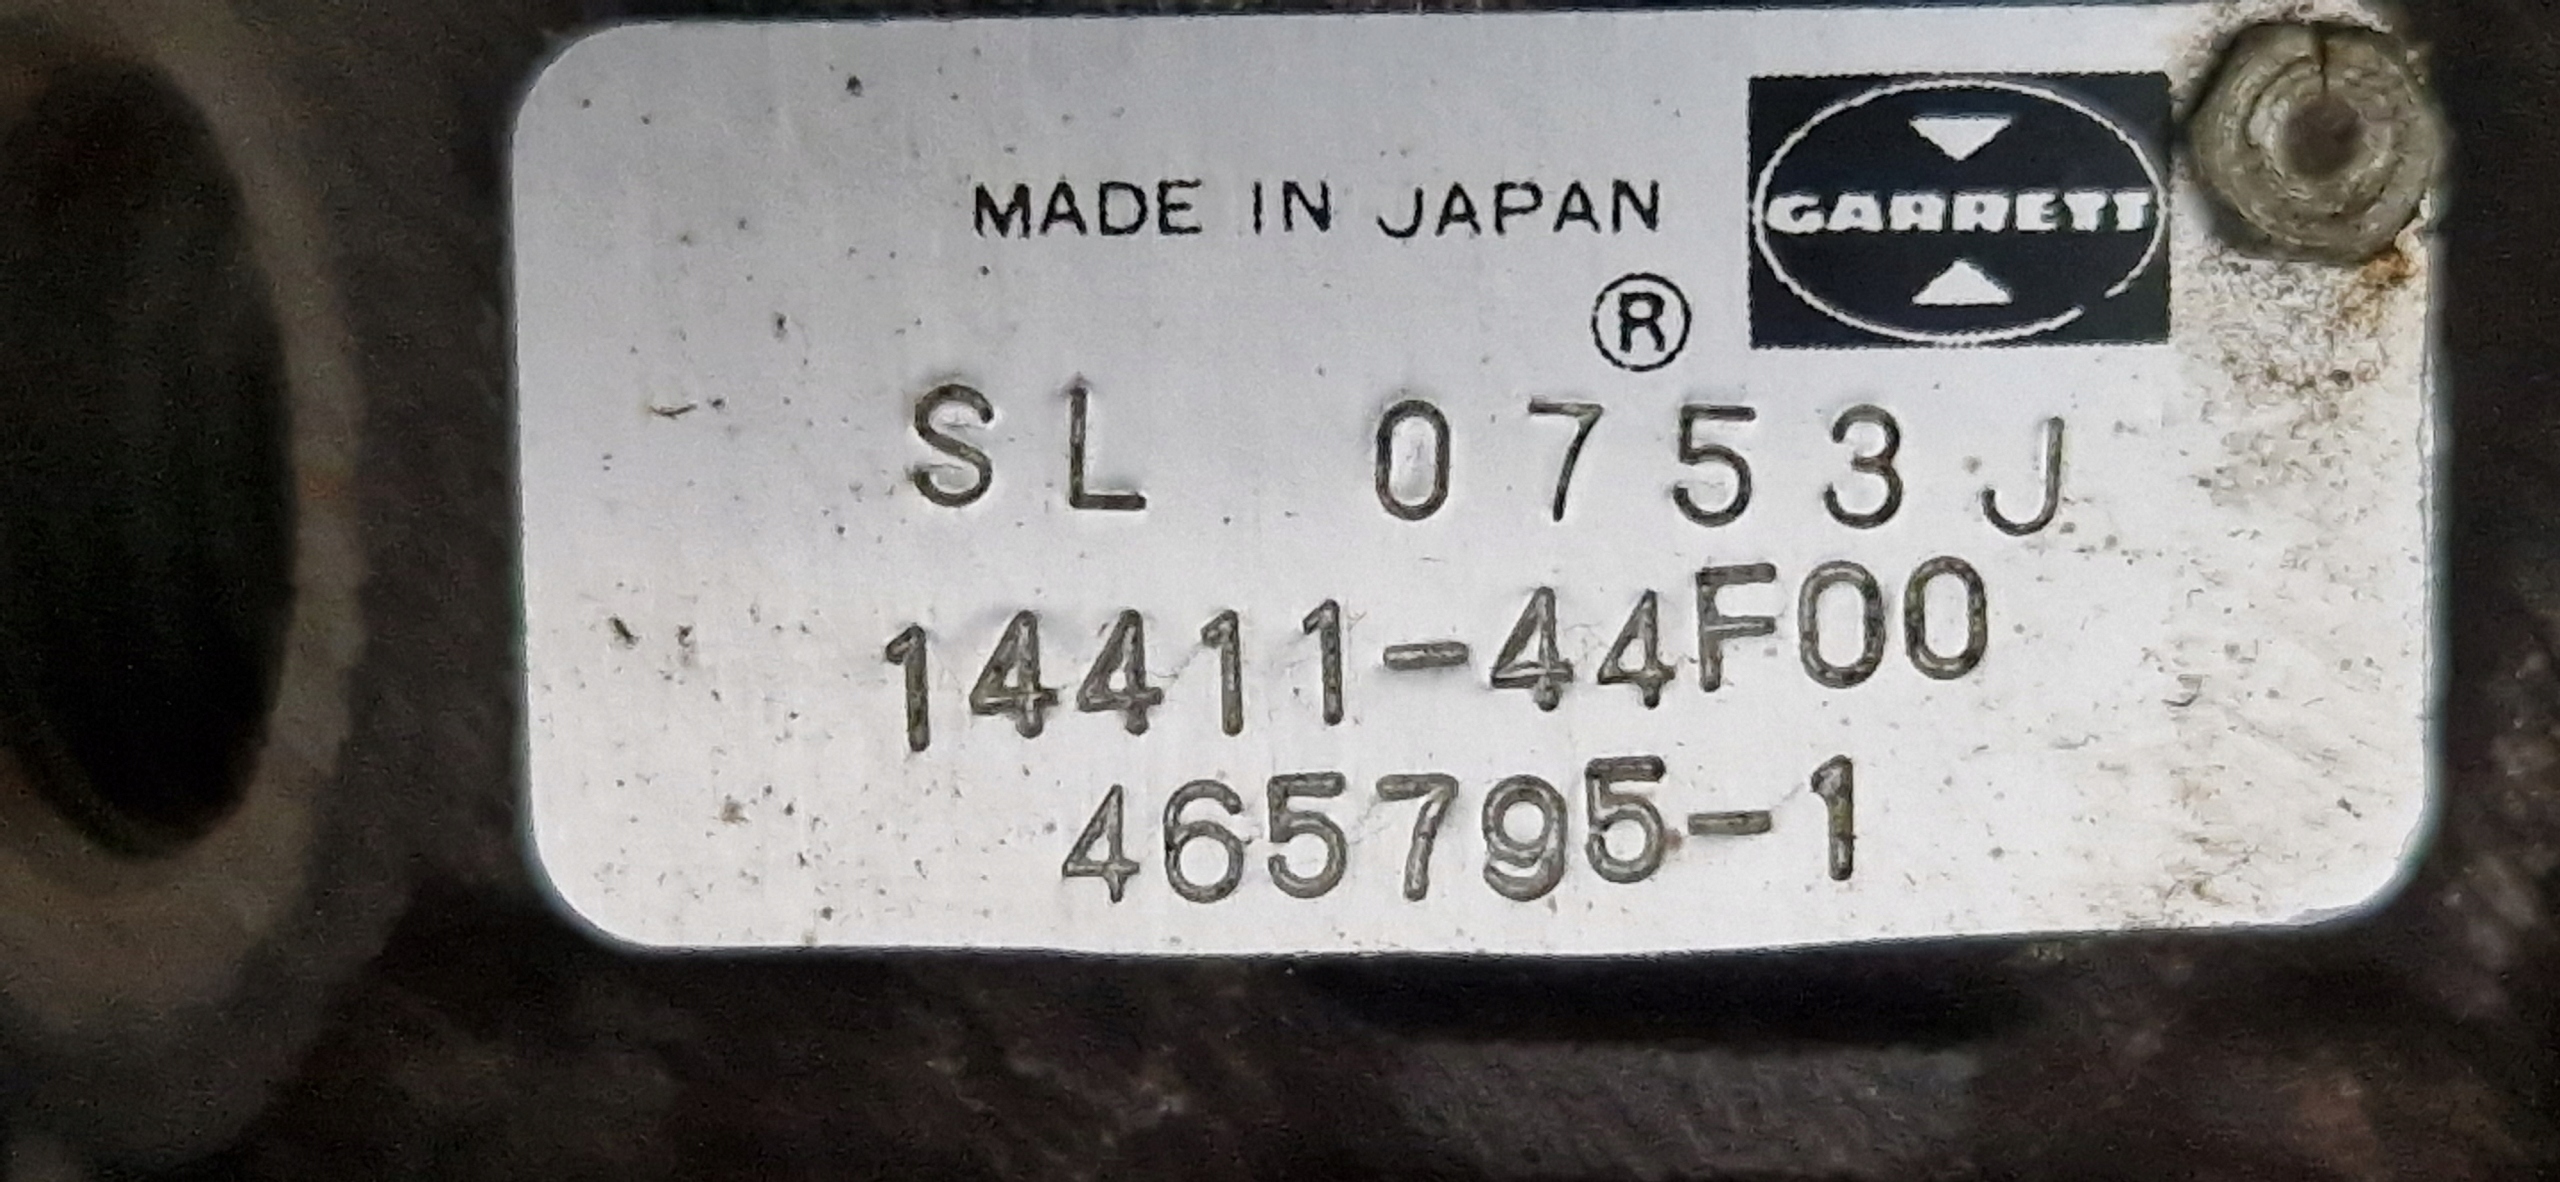 MADE IN JAPAN GARRETT
®
SL 0753J
14411-44F00
465795-1